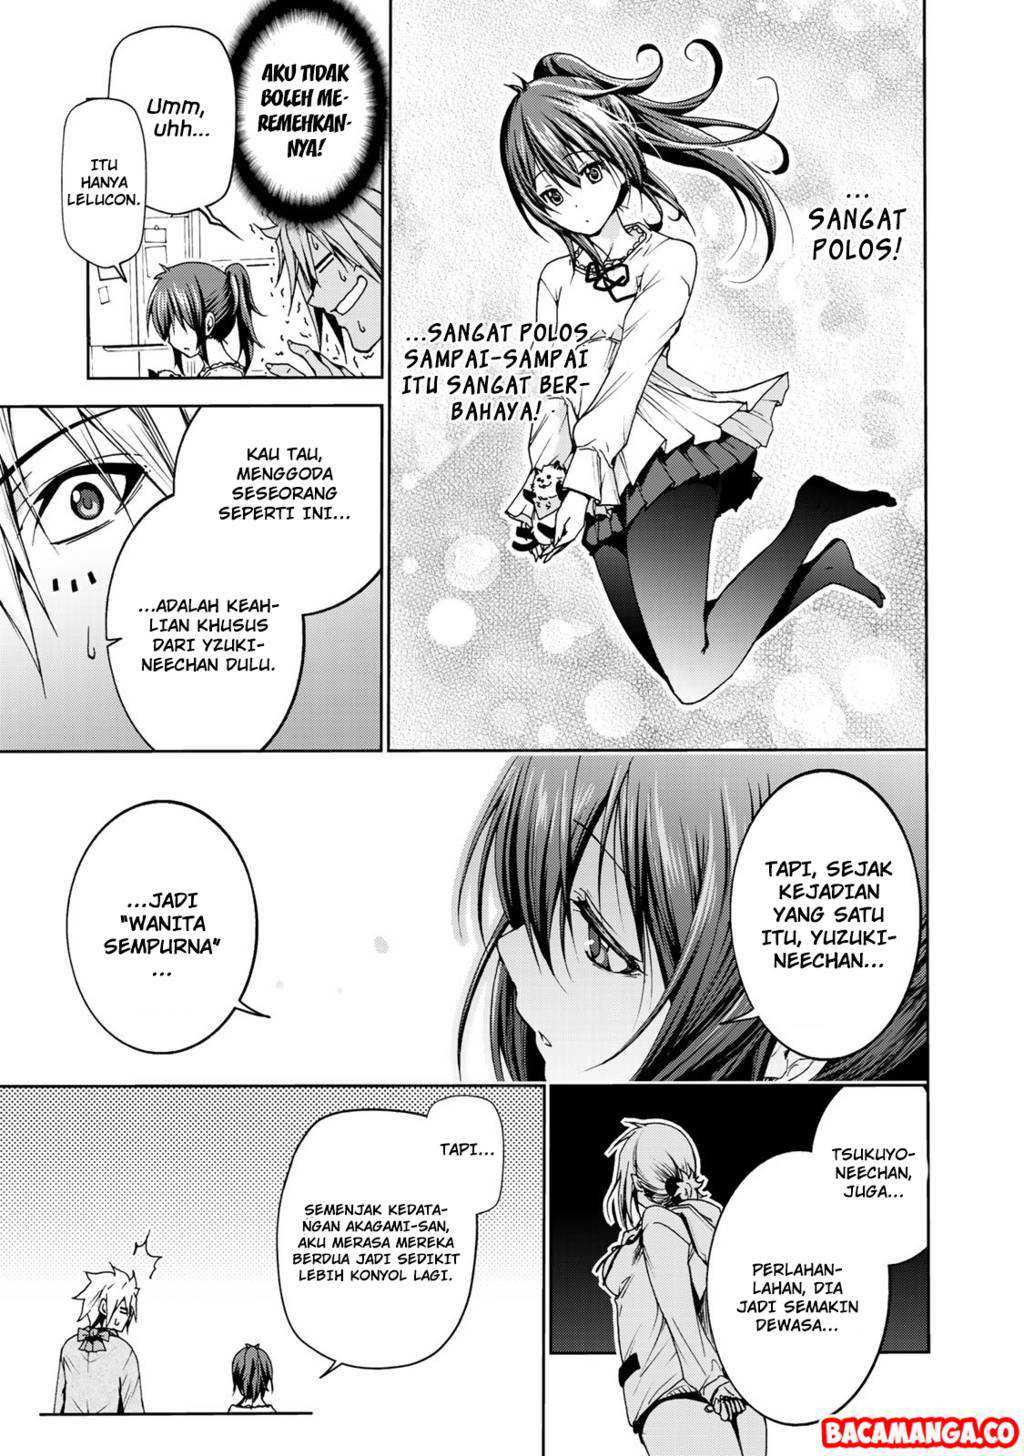 ...
SANGAT
POLOS!
...SANGAT POLOS
SAMPAI-SAMPAI
ITU SANGAT BER-
BAHAYA!
AKU TIDAK
BOLEH ME-
REMEHKAN-
NYA!
Umm,
uhh...
ITU
HANYA
LELUCON.
KAU TAU,
MENGGODA
SESEORANG
SEPERTI INI...
...ADALAH KEAH-
LIAN KHUSUS
DARI YZUKI-
NEECHAN DULU.
TAPI, SEJAK
KEJADIAN
YANG SATU
ITU, YUZUKI-
NEECHAN...
...JADI
"WANITA
SEMPURNA"
...
TSUKUYO-
NEECHAN,
JUGA...
PERLAHAN-
LAHAN, DIA
JADI SEMAKIN
DEWASA...
TAPI...
SEMENJAK KEDATA-
NGAN AKAGAMI-SAN,
AKU MERASA MEREKA
BERDUA JADI SEDIKIT
LEBIH KONYOL LAGI.
BACAMANGA.CO